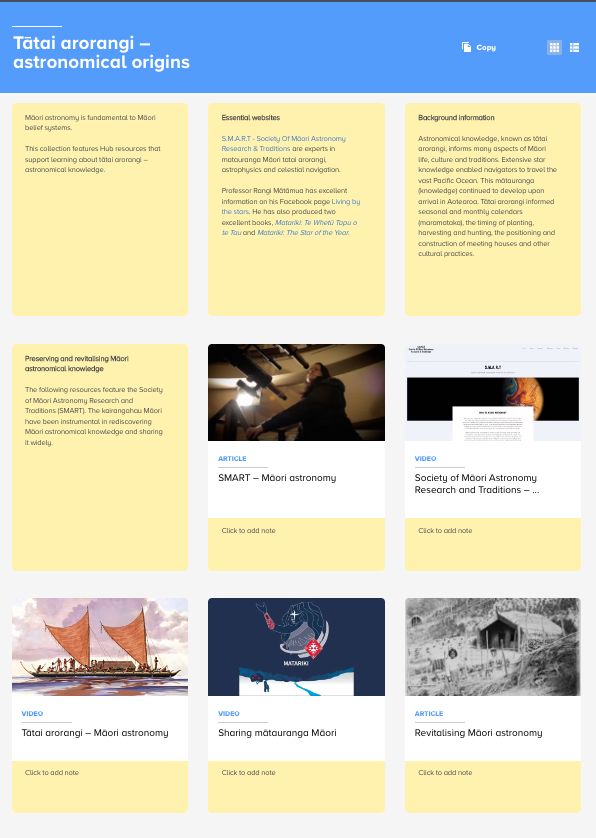 Tātai arorangi –
astronomical origins
Copy
Māori astronomy is fundamental to Māori
belief systems.
This collection features Hub resources that
support learning about tātai arorangi –
astronomical knowledge.
Essential websites
S.M.A.R.T - Society Of Māori Astronomy
Research & Traditions are experts in
matauranga Māori tatai arorangi,
astrophysics and celestial navigation.
Professor Rangi Mātāmua has excellent
information on his Facebook page Living by
the stars. He has also produced two
excellent books, Matariki: Te Whetū Tapu o
te Tau and Matariki: The Star of the Year.
Background information
Astronomical knowledge, known as tātai
arorangi, informs many aspects of Māori
life, culture and traditions. Extensive star
knowledge enabled navigators to travel the
vast Pacific Ocean. This mātauranga
(knowledge) continued to develop upon
arrival in Aotearoa. Tātai arorangi informed
seasonal and monthly calendars
(maramataka), the timing of planting,
harvesting and hunting, the positioning and
construction of meeting houses and other
cultural practices.
Preserving and revitalising Māori
astronomical knowledge
The following resources feature the Society
of Māori Astronomy Research and
Traditions (SMART). The kairangahau Māori
have been instrumental in rediscovering
Māori astronomical knowledge and sharing
it widely.
ARTICLE
SMART – Māori astronomy
Click to add note
VIDEO
Society of Māori Astronomy
Research and Traditions – ...
Click to add note
VIDEO
Tātai arorangi – Māori astronomy
Click to add note
MATARIKI
VIDEO
Sharing mātauranga Māori
Click to add note
ARTICLE
Revitalising Māori astronomy
Click to add note